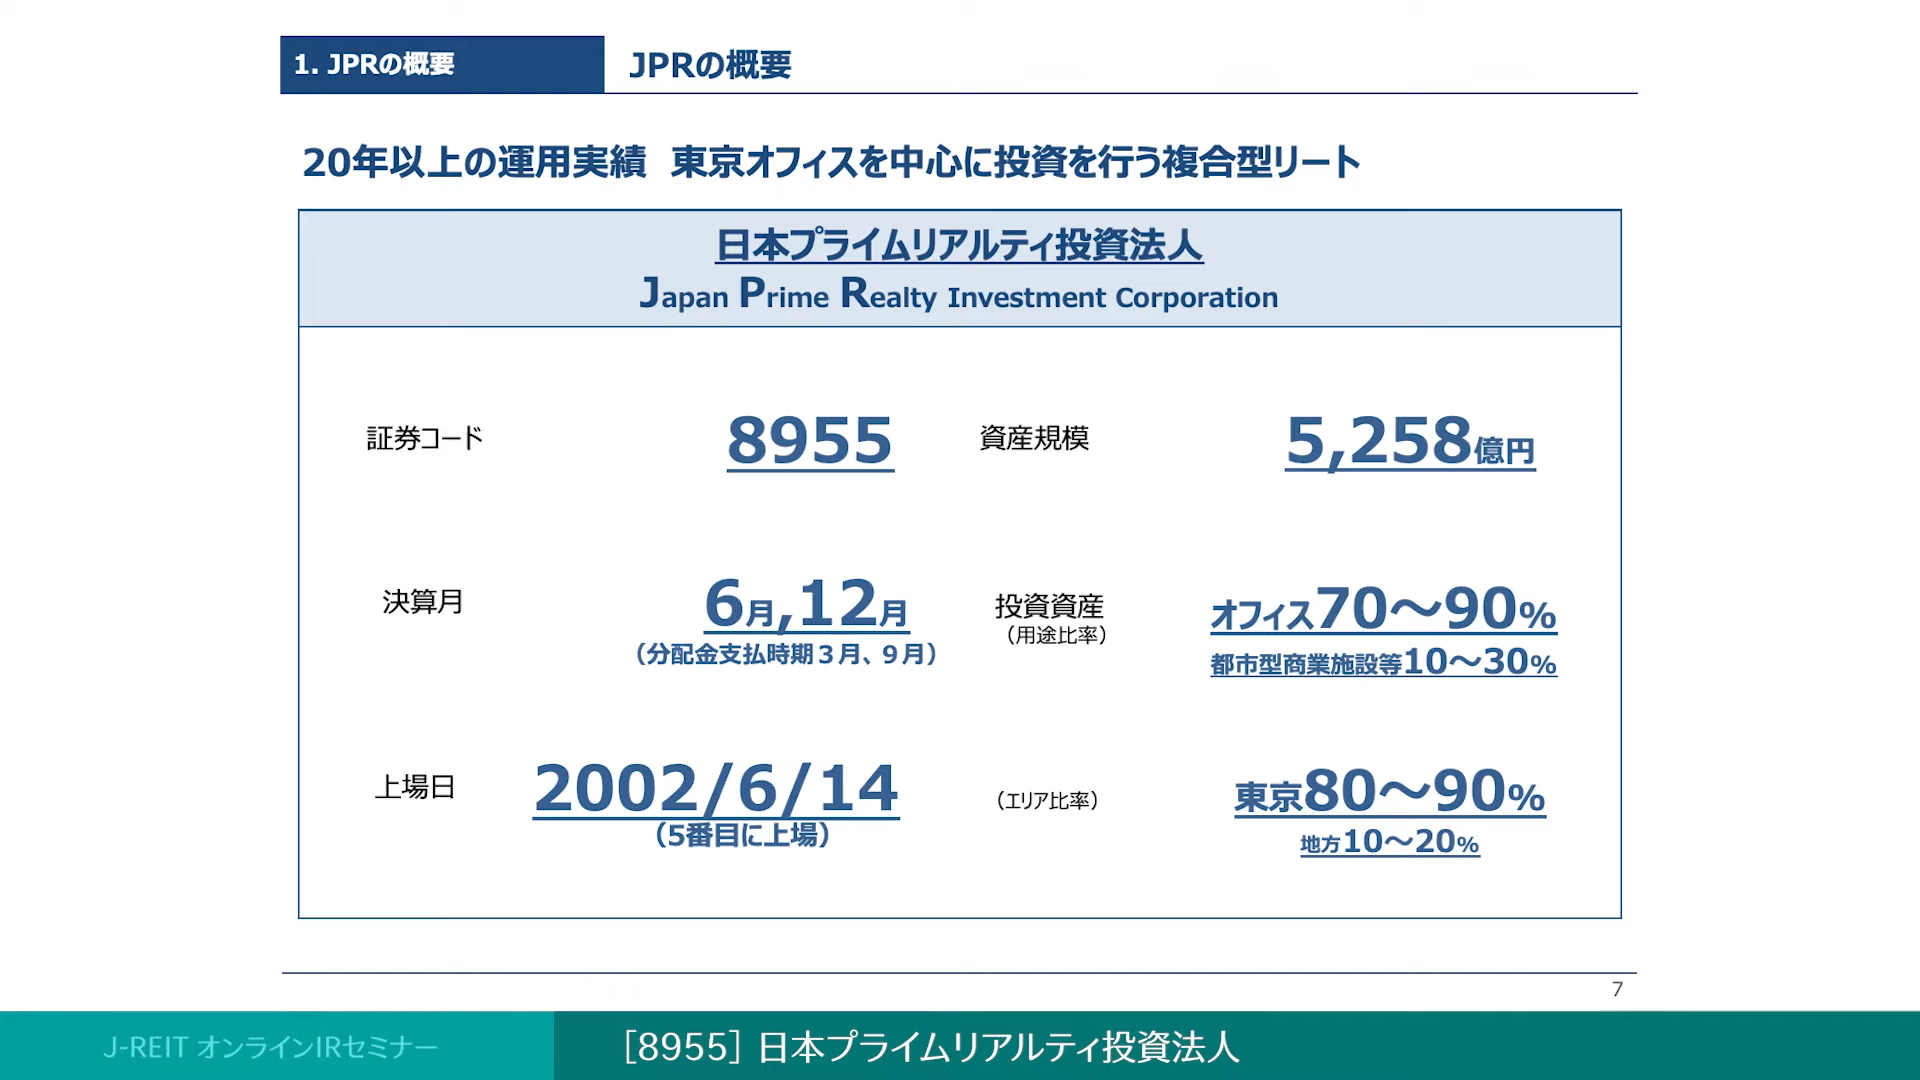 1. JPRの概要
JPRの概要
20年以上の運用実績 東京オフィスを中心に投資を行う複合型リート
日本プライムリアルティ投資法人
Japan Prime Realty Investment Corporation
証券コード
8955
資産規模
5,258億円
決算月
6月,12月
（分配金支払時期３月、９月）
投資資産
（用途比率）
オフィス70～90%
都市型商業施設等10～30%
上場日
2002/6/14
（5番目に上場）
（エリア比率）
東京80～90%
地方10～20%
7
J-REIT オンラインIRセミナー
［8955］日本プライムリアルティ投資法人